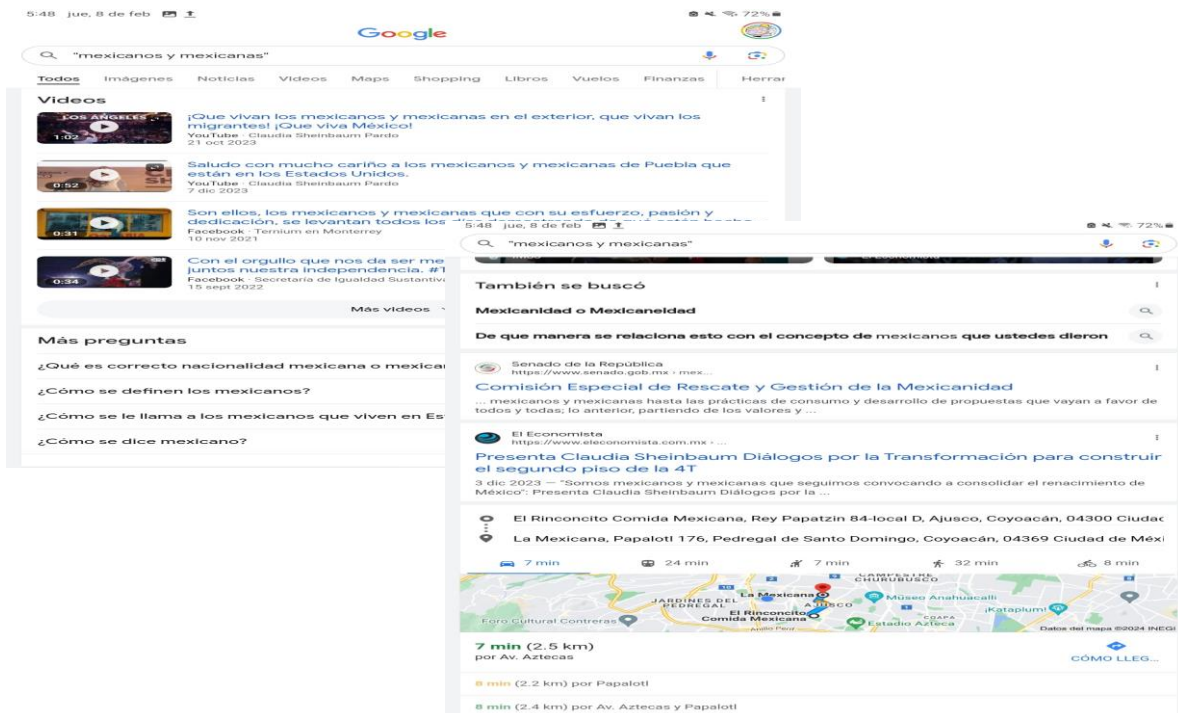 5:48 jue, 8 de feb
72%
Google
"mexicanos y mexicanas"
Todos Imágenes Noticias Videos Maps Shopping Libros Vuelos Finanzas Herrar
Videos
LOS ANGELES
1:02
¡Que vivan los mexicanos y mexicanas en el exterior, que vivan los
migrantes! ¡Que viva México!
YouTube · Claudia Sheinbaum Pardo
21 oct 2023
0:52
Saludo con mucho cariño a los mexicanos y mexicanas de Puebla que
están en los Estados Unidos.
YouTube · Claudia Sheinbaum Pardo
7 dic 2023
0:31
Son ellos, los mexicanos y mexicanas que con su esfuerzo, pasión y
dedicación, se levantan todos los
Facebook · Ternium en Monterrey
10 nov 2021
0:34
Con el orgullo que nos da ser me
juntos nuestra independencia.
Facebook · Secretaría de Igualdad Sustantiv
15 sept 2022
Más videos
Más preguntas
¿Qué es correcto nacionalidad mexicana o mexica
¿Cómo se definen los mexicanos?
¿Cómo se le llama a los mexicanos que viven en Es
¿Cómo se dice mexicano?
5:48 jue, 8 de feb
72%
"mexicanos y mexicanas"
También se buscó
Mexicanidad o Mexicaneidad
De que manera se relaciona esto con el concepto de mexicanos que ustedes dieron
Senado de la República
https://www.senado.gob.mx › mex...
Comisión Especial de Rescate y Gestión de la Mexicanidad
... mexicanos y mexicanas hasta las prácticas de consumo y desarrollo de propuestas que vayan a favor de
todos y todas; lo anterior, partiendo de los valores y ...
El Economista
https://www.eleconomista.com.mx › ...
Presenta Claudia Sheinbaum Diálogos por la Transformación para construir
el segundo piso de la 4T
3 dic 2023 — "Somos mexicanos y mexicanas que seguimos convocando a consolidar el renacimiento de
México": Presenta Claudia Sheinbaum Diálogos por la ...
El Rinconcito Comida Mexicana, Rey Papatzin 84-local D, Ajusco, Coyoacán, 04300 Ciudad
La Mexicana, Papalotl 176, Pedregal de Santo Domingo, Coyoacán, 04369 Ciudad de Méxi
7 min 24 min 7 min 32 min 8 min
CAMPESTRE
CHURUBUSCO
JARDINES DEL
PEDREGAL
La Mexicana
AJUSCO
Museo Anahuacalli
El Rinconcito
Comida Mexicana
¡Kataplum!
COAPA
Foro Cultural Contreras
Estadio Azteca
Datos del mapa ©2024 INEGI
7 min (2.5 km)
por Av. Aztecas
CÓMO LLEG...
8 min (2.2 km) por Papalotl
8 min (2.4 km) por Av. Aztecas y Papalotl